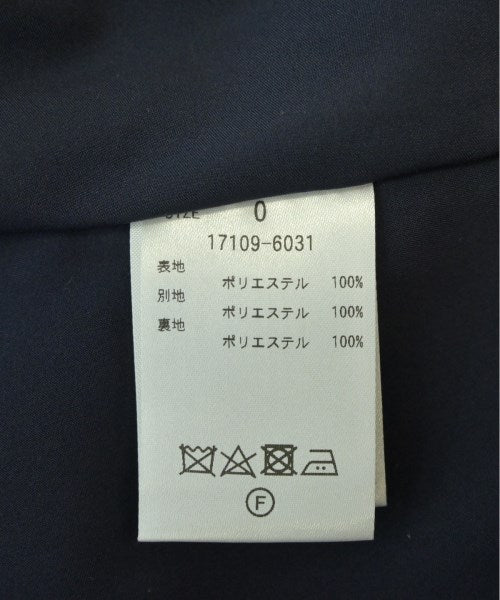 SIZE 0
17109-6031
表地
ポリエステル 100%
別地
ポリエステル 100%
裏地
ポリエステル 100%
F